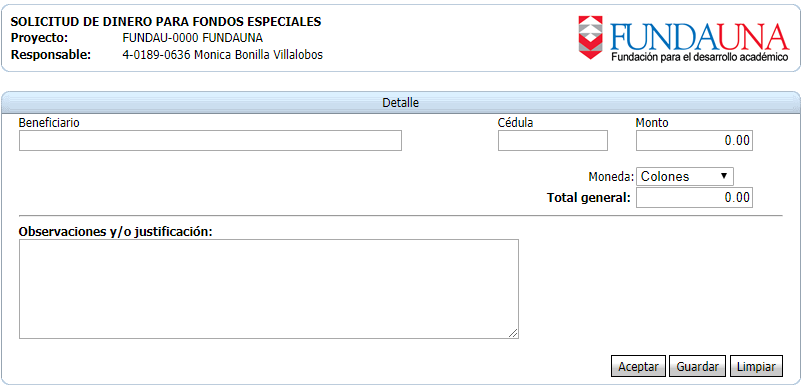 SOLICITUD DE DINERO PARA FONDOS ESPECIALES
Proyecto: FUNDAU-0000 FUNDAUNA
Responsable: 4-0189-0636 Monica Bonilla Villalobos
FUNDAUNA
Fundación para el desarrollo académico
Detalle
Beneficiario Cédula Monto
0.00
Moneda: Colones
Total general: 0.00
Observaciones y/o justificación:
Aceptar Guardar Limpiar